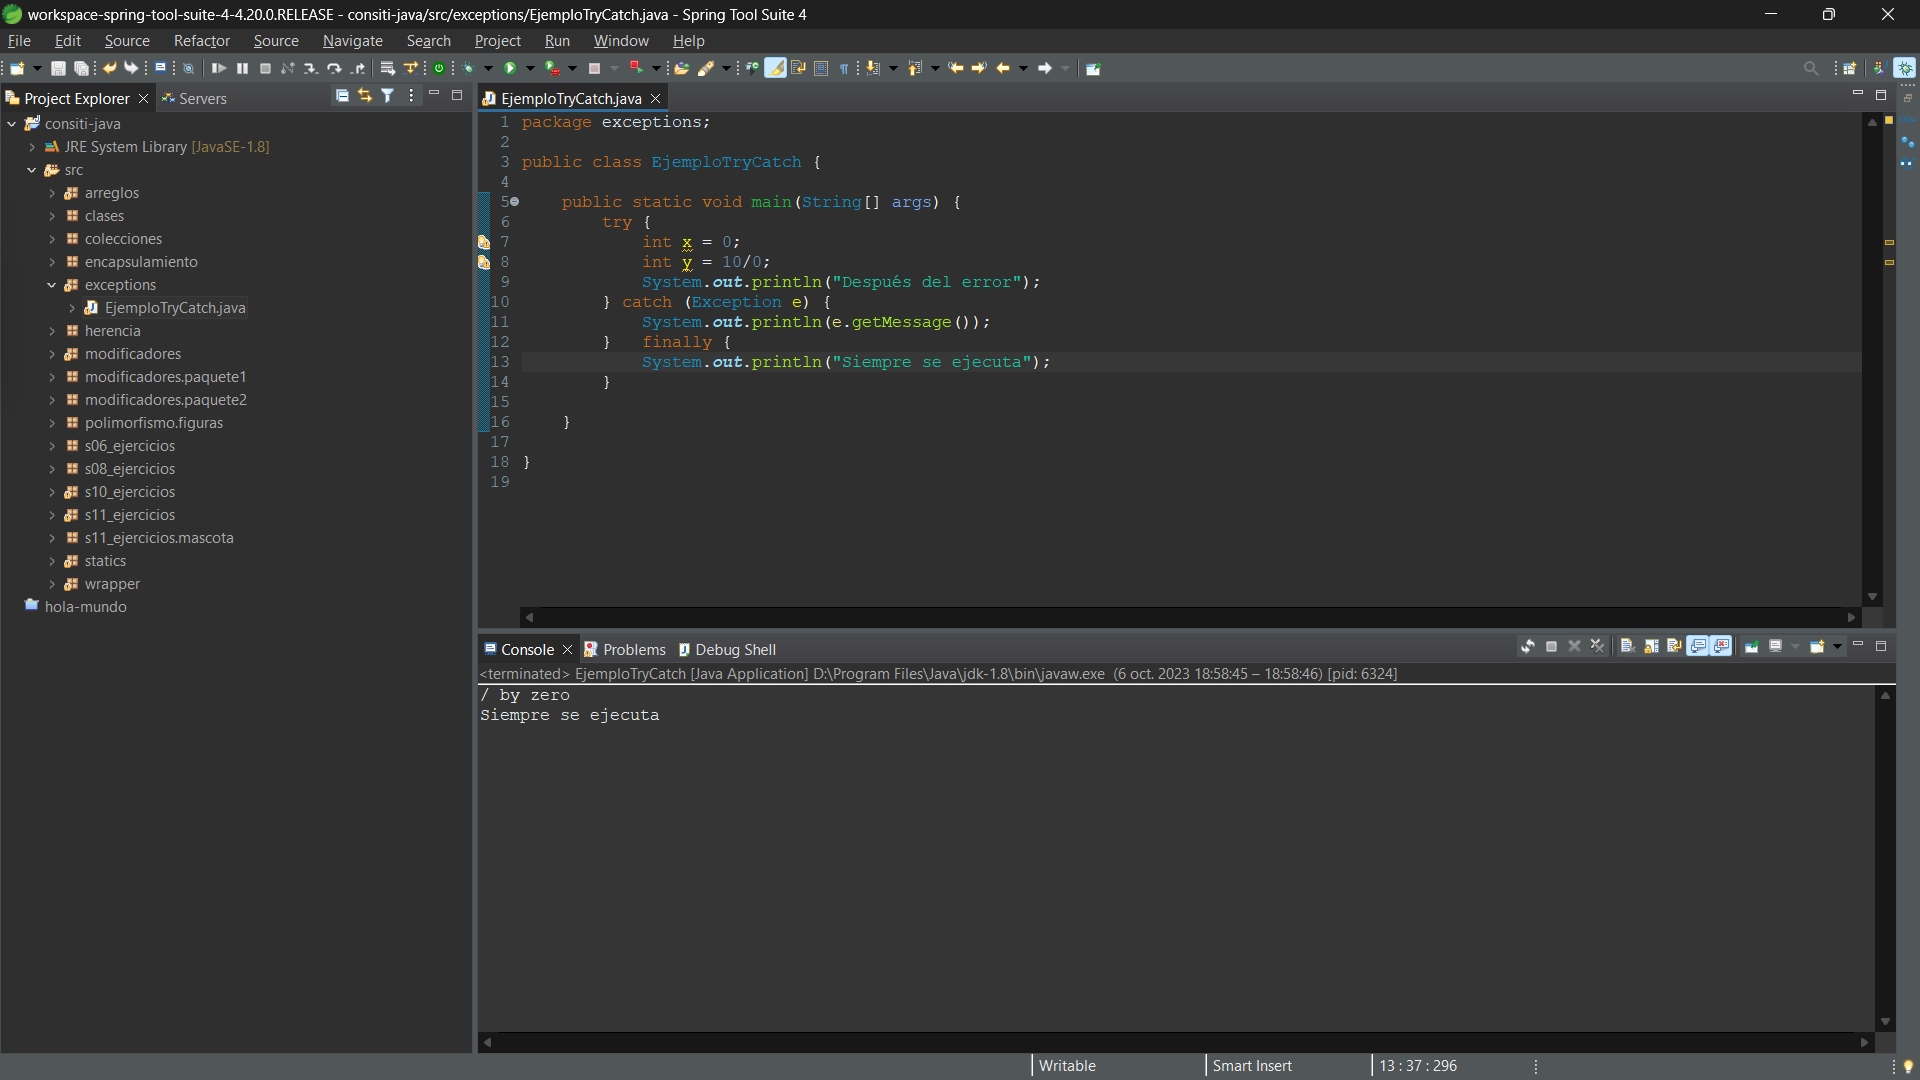 workspace-spring-tool-suite-4-4.20.0.RELEASE - consiti-java/src/exceptions/EjemploTryCatch.java - Spring Tool Suite 4
File Edit Source Refactor Source Navigate Search Project Run Window Help
Project Explorer
Servers
consiti-java
JRE System Library [JavaSE-1.8]
src
arreglos
clases
colecciones
encapsulamiento
exceptions
EjemploTryCatch.java
herencia
modificadores
modificadores.paquete1
modificadores.paquete2
polimorfismo.figuras
s06_ejercicios
s08_ejercicios
s10_ejercicios
s11_ejercicios
s11_ejercicios.mascota
statics
wrapper
hola-mundo
EjemploTryCatch.java
1 package exceptions;
2
3 public class EjemploTryCatch {
4
5 public static void main(String[] args) {
6 try {
7 int x = 0;
8 int y = 10/0;
9 System.out.println("Después del error");
10 } catch (Exception e) {
11 System.out.println(e.getMessage());
12 } finally {
13 System.out.println("Siempre se ejecuta");
14 }
15
16 }
17
18 }
19
Console Problems Debug Shell
<terminated> EjemploTryCatch [Java Application] D:\Program Files\Java\jdk-1.8\bin\javaw.exe (6 oct. 2023 18:58:45 – 18:58:46) [pid: 6324]
/ by zero
Siempre se ejecuta
Writable Smart Insert 13 : 37 : 296